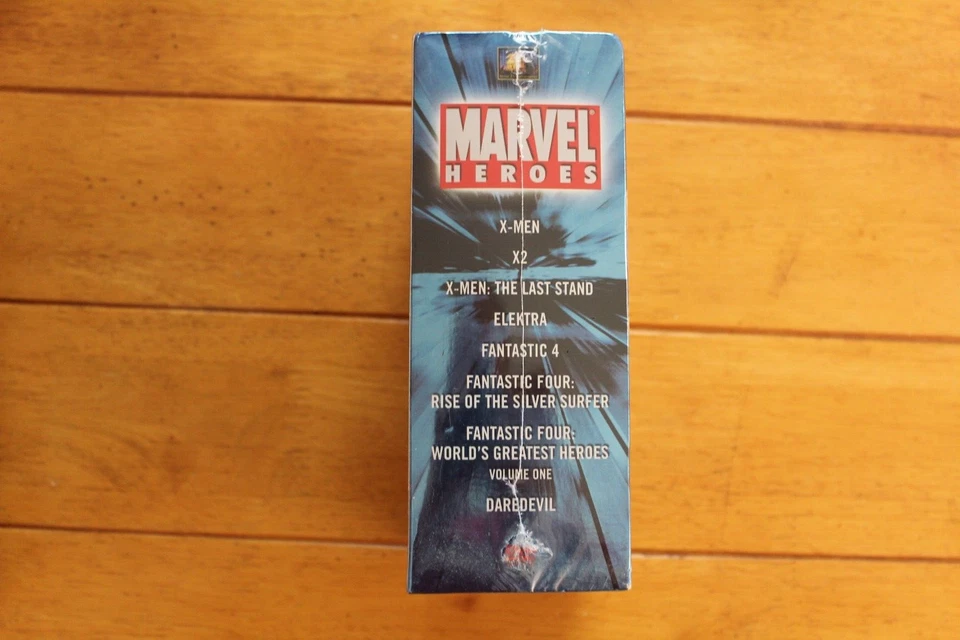 MARVEL
HEROES
X-MEN
X2
X-MEN: THE LAST STAND
ELEKTRA
FANTASTIC 4
FANTASTIC FOUR:
RISE OF THE SILVER SURFER
FANTASTIC FOUR:
WORLD'S GREATEST HEROES
VOLUME ONE
DAREDEVIL